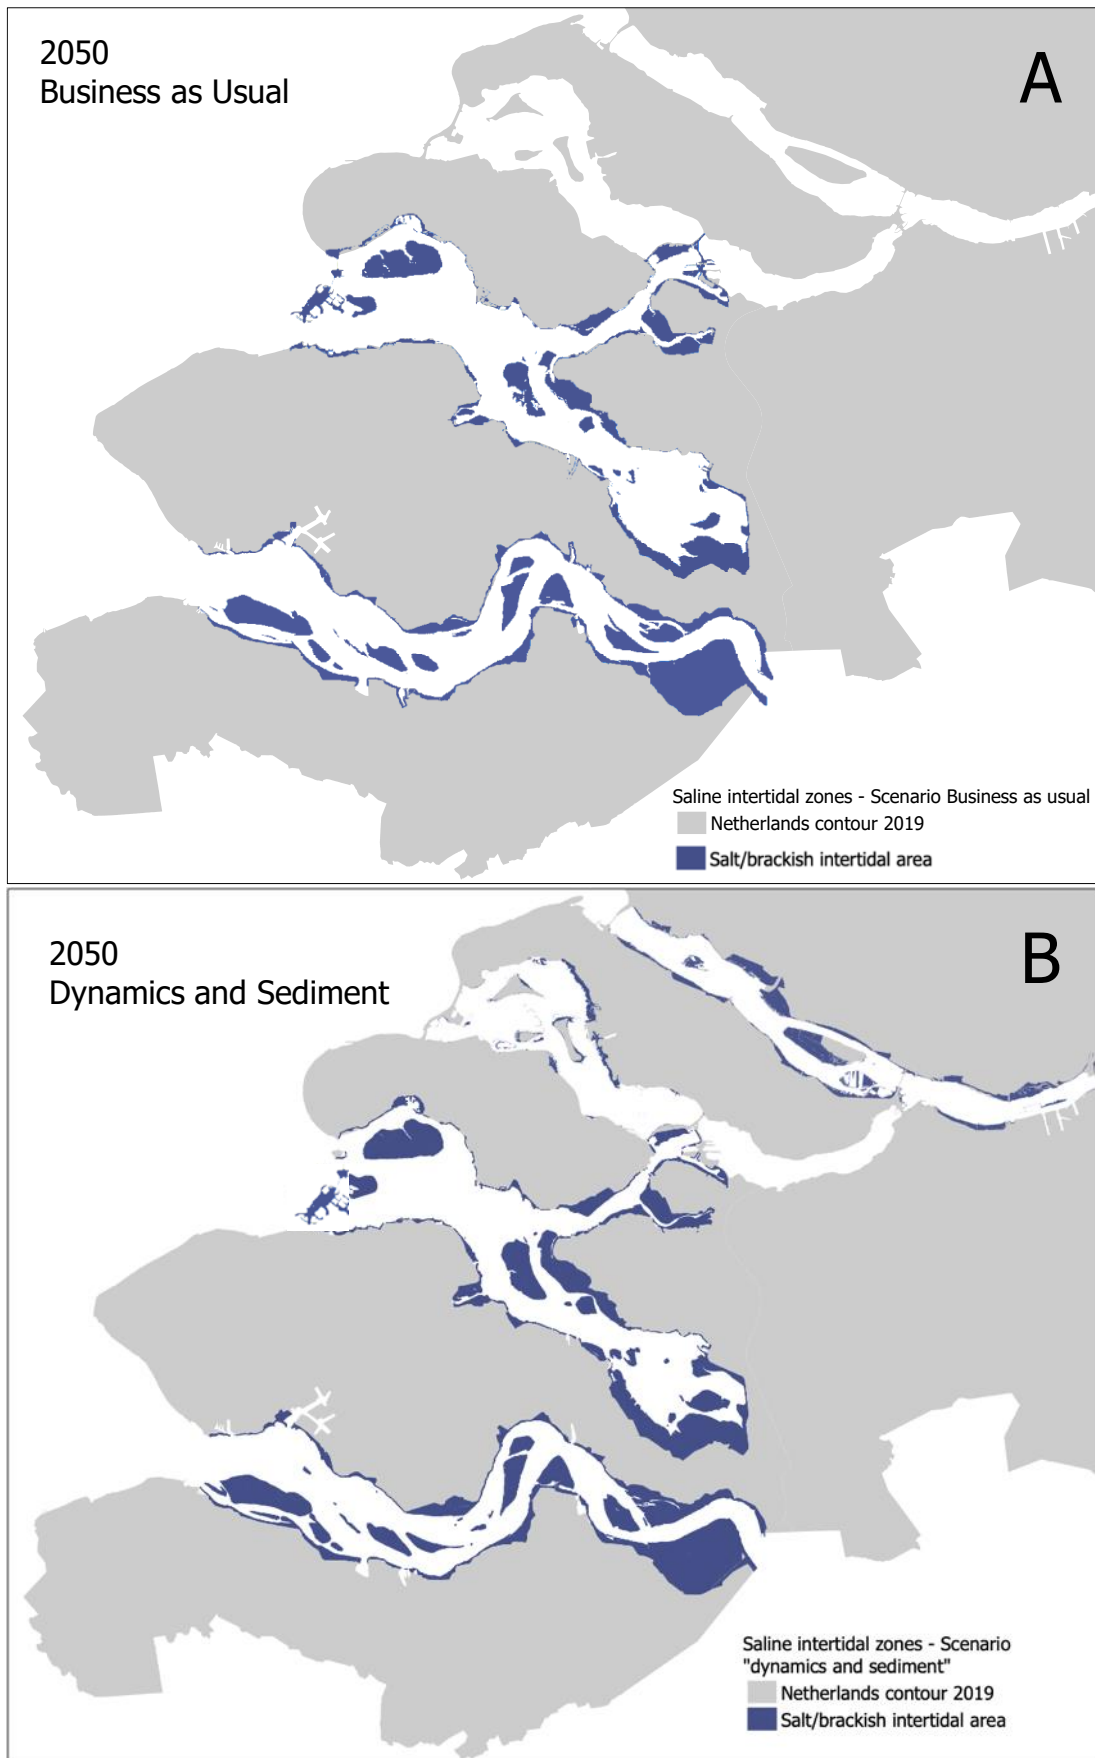 2050
Business as Usual
A
Saline intertidal zones - Scenario Business as usual
Netherlands contour 2019
Salt/brackish intertidal area
2050
Dynamics and Sediment
B
Saline intertidal zones - Scenario
"dynamics and sediment"
Netherlands contour 2019
Salt/brackish intertidal area